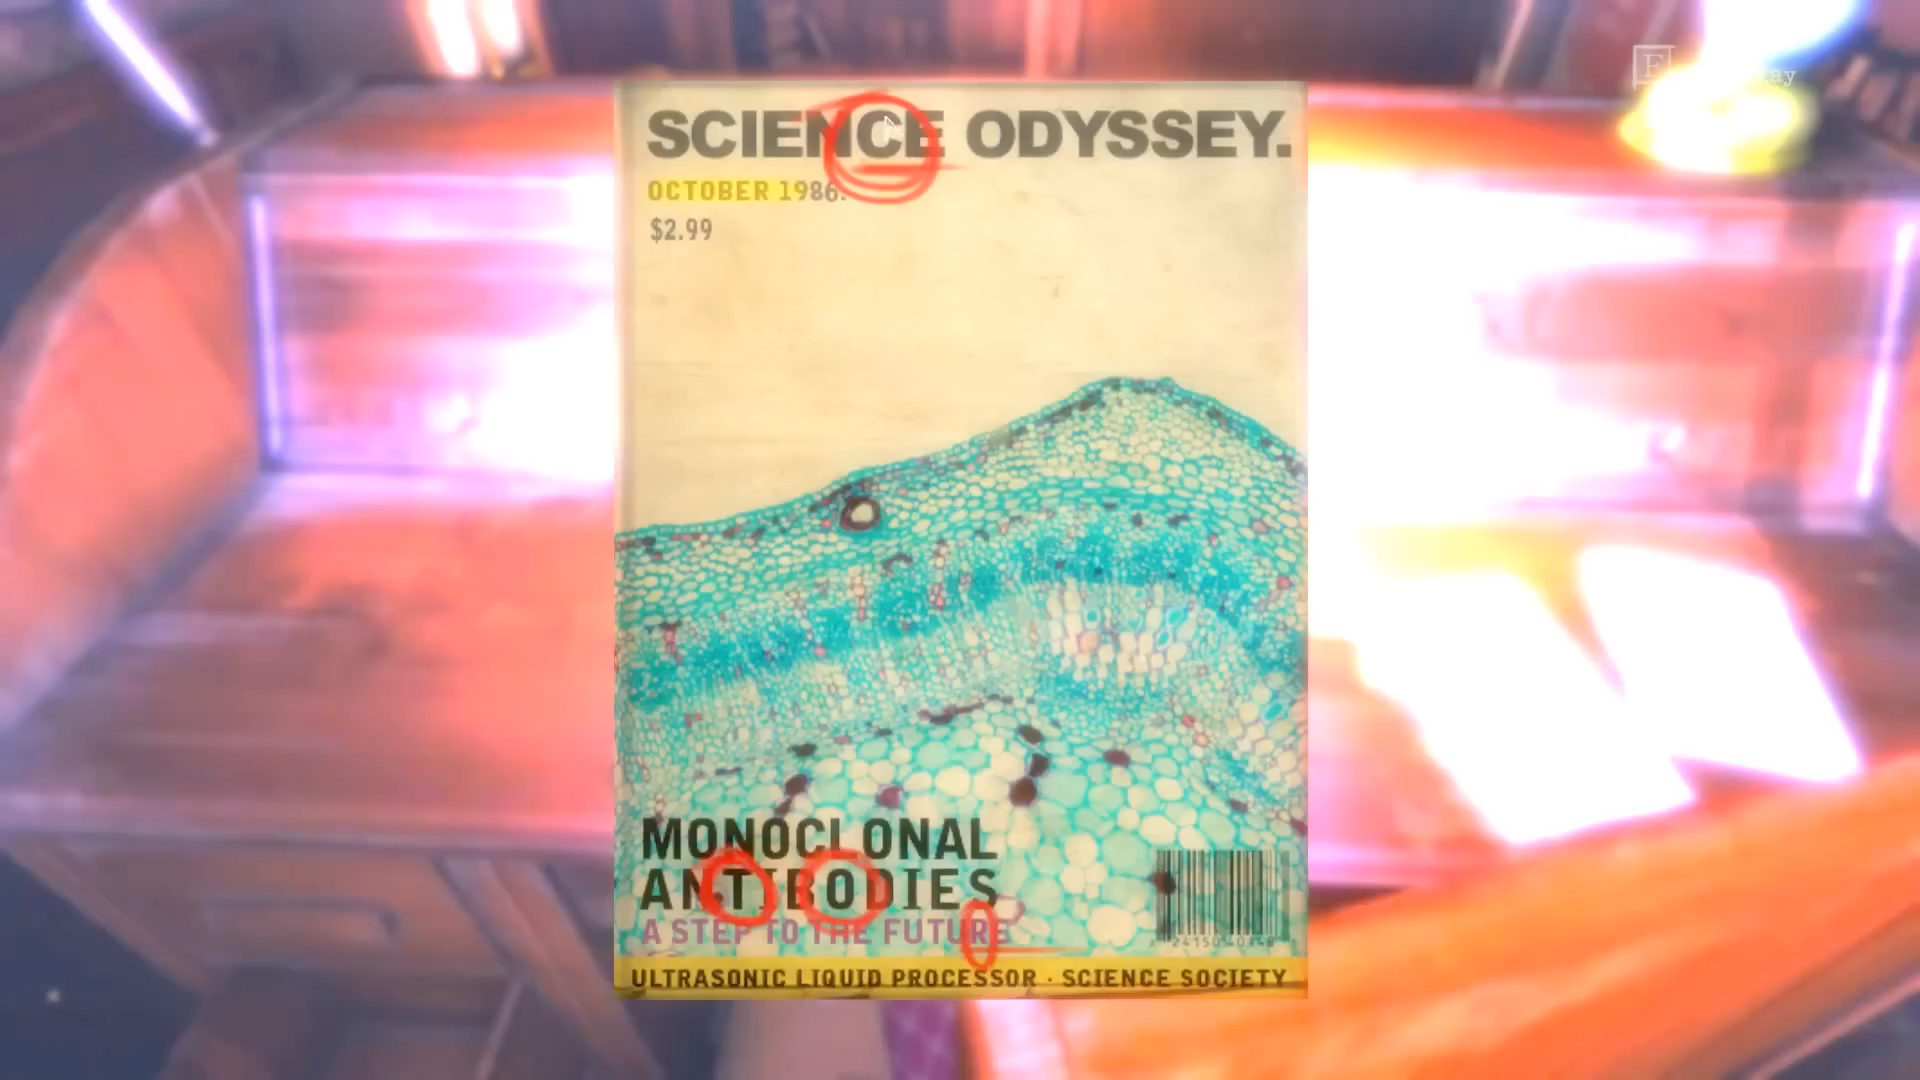 SCIENCE ODYSSEY.
OCTOBER 1986.
$2.99
MONOCLONAL
ANTIBODIES
A STEP TO THE FUTURE
ULTRASONIC LIQUID PROCESSOR · SCIENCE SOCIETY